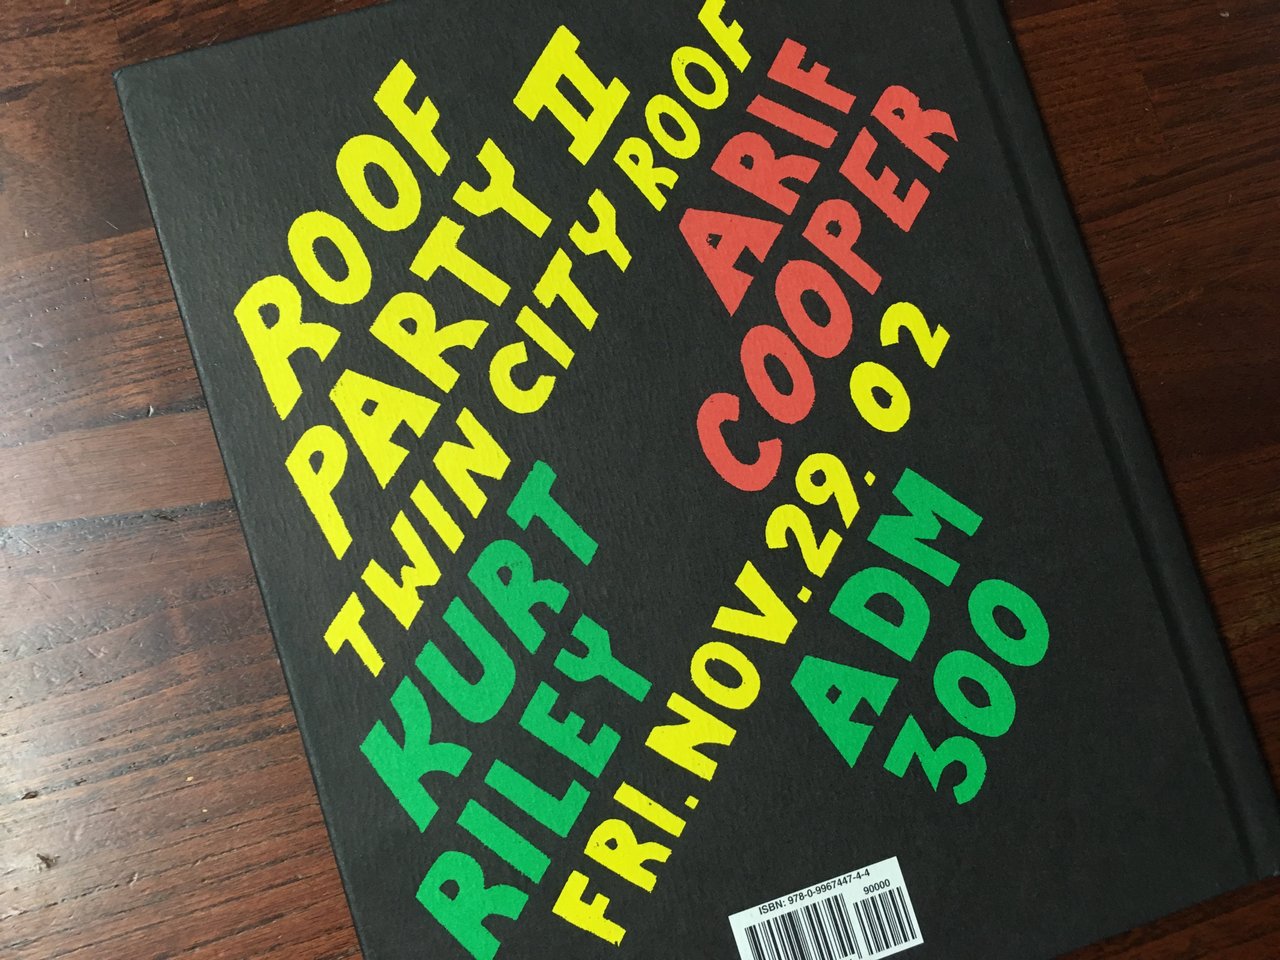 ROOF
PARTY II
TWIN CITY ROOF
KURT
RILEY
ARIF
COOPER
FRI. NOV. 29. 02
ADM
300
ISBN: 978-0-9967447-4-4
90000